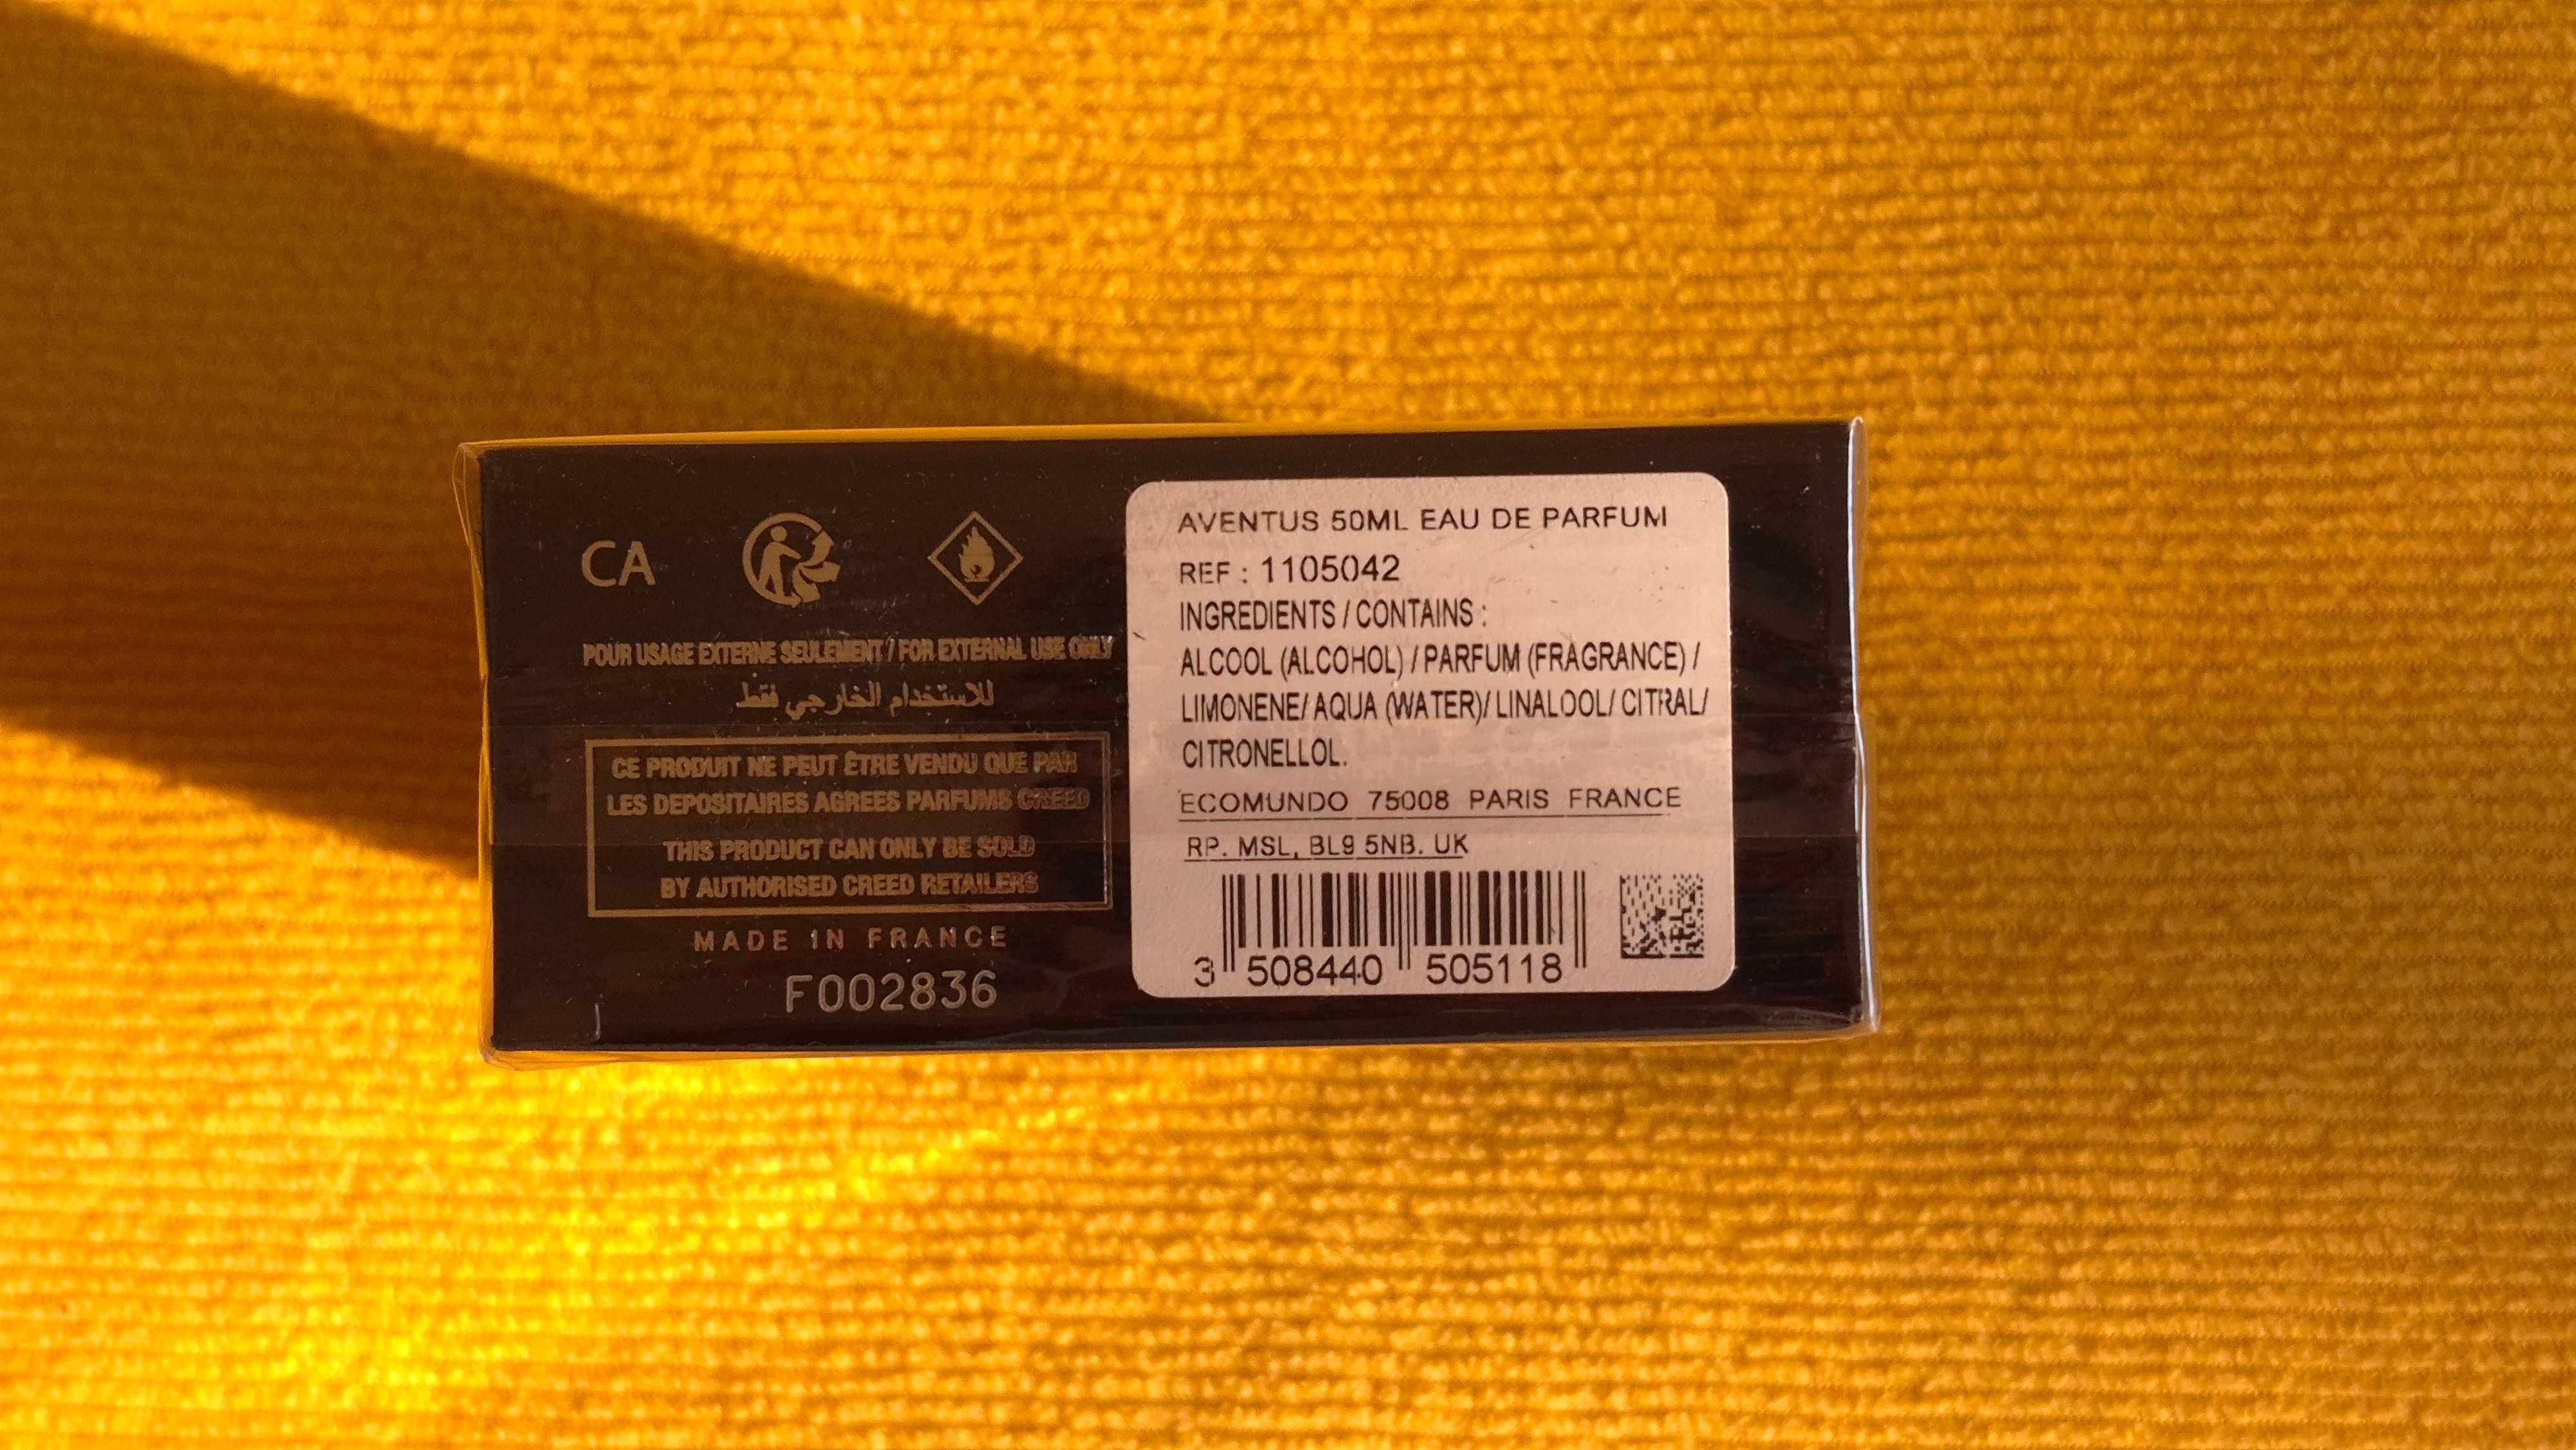 CA
POUR USAGE EXTERNE SEULEMENT / FOR EXTERNAL USE ONLY
للاستخدام الخارجي فقط
CE PRODUIT NE PEUT ÊTRE VENDU QUE PAR
LES DEPOSITAIRES AGREES PARFUMS CREED
THIS PRODUCT CAN ONLY BE SOLD
BY AUTHORISED CREED RETAILERS
MADE IN FRANCE
F002836
AVENTUS 50ML EAU DE PARFUM
REF : 1105042
INGREDIENTS / CONTAINS :
ALCOOL (ALCOHOL) / PARFUM (FRAGRANCE) /
LIMONENE/ AQUA (WATER)/ LINALOOL/ CITRAL/
CITRONELLOL.
ECOMUNDO 75008 PARIS FRANCE
RP. MSL, BL9 5NB. UK
3 508440 505118